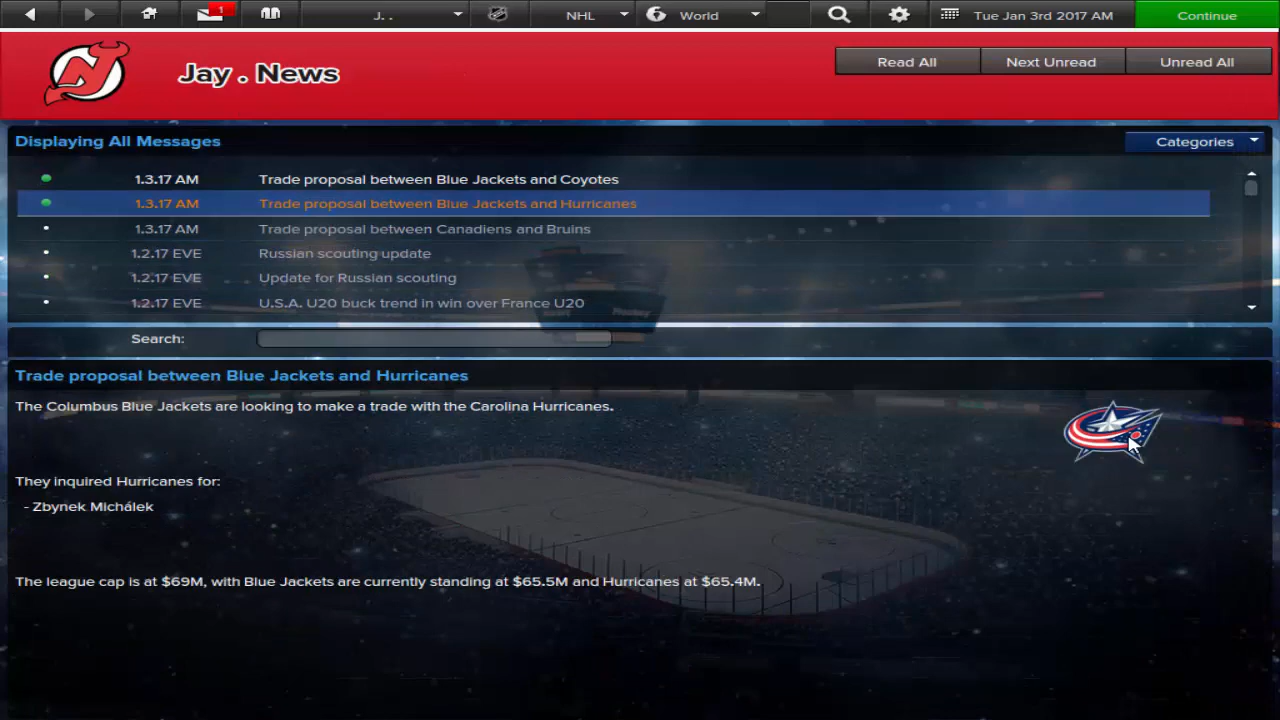 1
J. .
NHL
World
Tue Jan 3rd 2017 AM
Continue
Jay . News
Read All
Next Unread
Unread All
Displaying All Messages
Categories
1.3.17 AM Trade proposal between Blue Jackets and Coyotes
1.3.17 AM Trade proposal between Blue Jackets and Hurricanes
1.3.17 AM Trade proposal between Canadiens and Bruins
1.2.17 EVE Russian scouting update
1.2.17 EVE Update for Russian scouting
1.2.17 EVE U.S.A. U20 buck trend in win over France U20
Search:
Trade proposal between Blue Jackets and Hurricanes
The Columbus Blue Jackets are looking to make a trade with the Carolina Hurricanes.
They inquired Hurricanes for:
- Zbynek Michálek
The league cap is at $69M, with Blue Jackets are currently standing at $65.5M and Hurricanes at $65.4M.